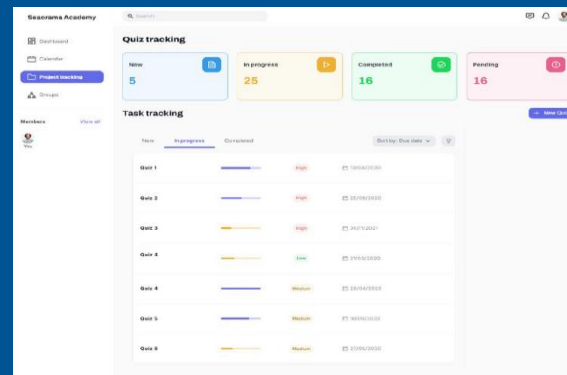 Seaorama Academy
Search
Dashboard
Calendar
Project tracking
Groups
Members View all
You
Quiz tracking
New
5
In progress
25
Completed
16
Pending
16
Task tracking
+ New Quiz
New In progress Completed
Sort by: Due date
Quiz 1 High
Quiz 2 High
Quiz 3 High
Quiz 3 Low
Quiz 4 Medium
Quiz 5 Medium
Quiz 6 Medium